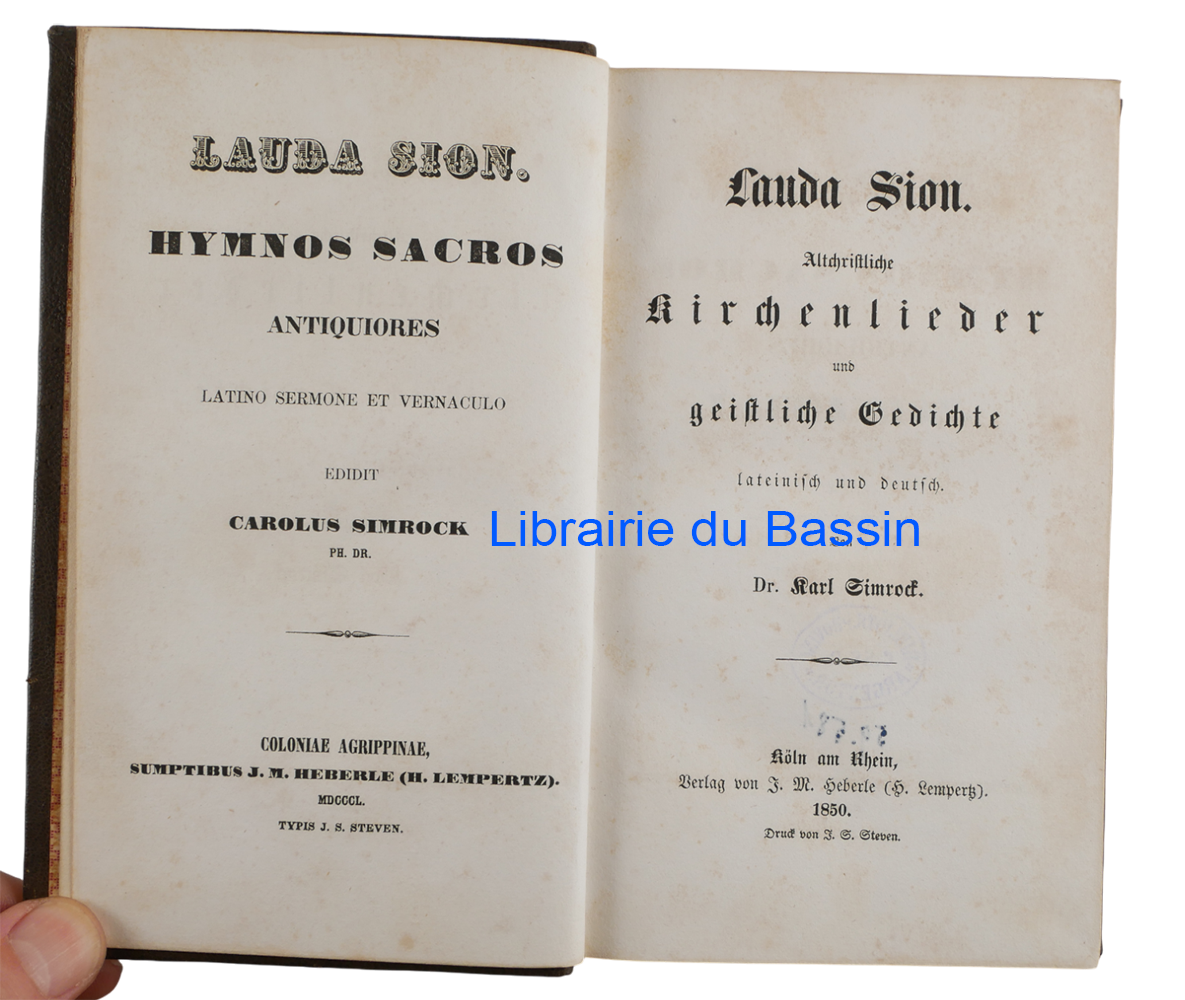 LAUDA SION.
HYMNOS SACROS
ANTIQUIORES
LATINO SERMONE ET VERNACULO
EDIDIT
CAROLUS SIMROCK
PH. DR.
COLONIAE AGRIPPINAE,
SUMPTIBUS J. M. HEBERLE (H. LEMPERTZ).
MDCCCL.
TYPIS J. S. STEVEN.
Lauda Sion.
Altchriſtliche
Kirchenlieder
und
geiſtliche Gedichte
lateiniſch und deutſch.
Librairie du Bassin
Dr. Karl Simrock.
Köln am Rhein,
Verlag von J. M. Heberle (H. Lempertz).
1850.
Druck von J. S. Steven.